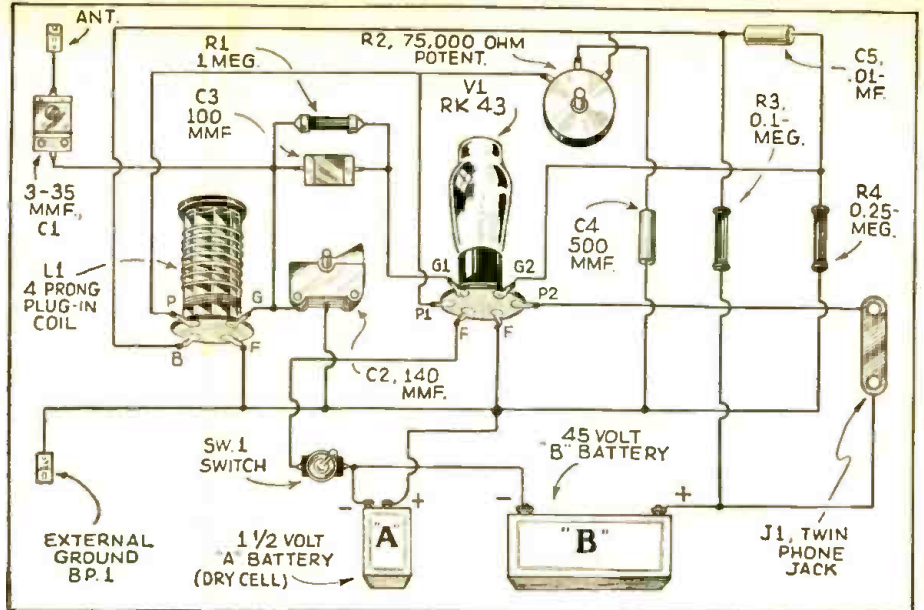 ANT.
R1
1 MEG.
C3
100
MMF
R2, 75,000 OHM
POTENT.
V1
RK 43
C5,
.01-
MF.
R3,
0.1-
MEG.
R4
0.25-
MEG.
3-35
MMF.,
C1
L1
4 PRONG
PLUG-IN
COIL
P
G
B
F
G1
G2
P1
P2
F
F
C4
500
MMF.
C2, 140
MMF.
SW. 1
SWITCH
45 VOLT
"B" BATTERY
-
+
-
+
"A"
"B"
EXTERNAL
GROUND
B.P. 1
1 1/2 VOLT
"A" BATTERY
(DRY CELL)
J1, TWIN
PHONE
JACK